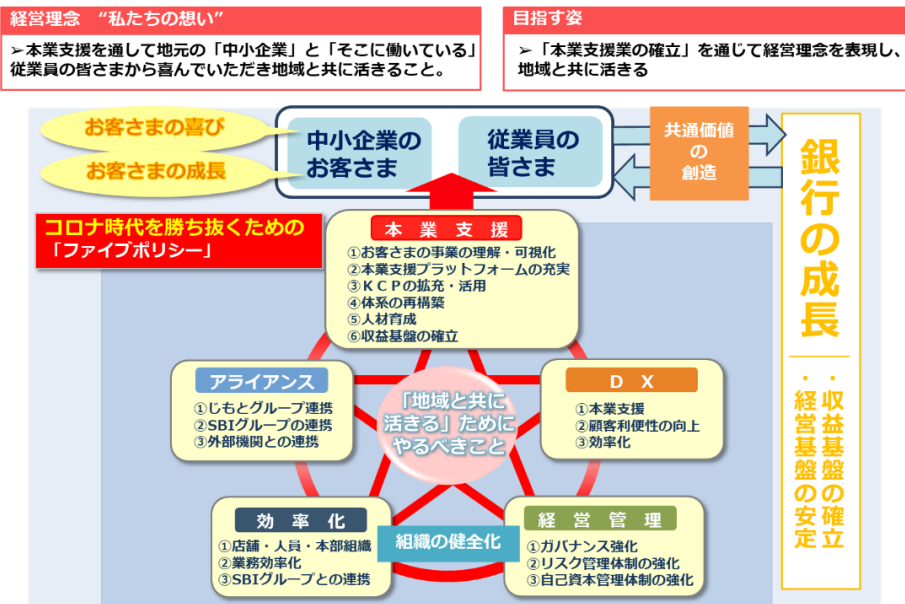 経営理念 “私たちの想い”
➢本業支援を通して地元の「中小企業」と「そこに働いている」
従業員の皆さまから喜んでいただき地域と共に活きること。
目指す姿
➢「本業支援業の確立」を通じて経営理念を表現し、
地域と共に活きる
お客さまの喜び
お客さまの成長
中小企業の
お客さま
従業員の
皆さま
共通価値
の
創造
銀行の成長
・収益基盤の確立
・経営基盤の安定
コロナ時代を勝ち抜くための
「ファイブポリシー」
本業支援
①お客さまの事業の理解・可視化
②本業支援プラットフォームの充実
③KCPの拡充・活用
④体系の再構築
⑤人材育成
⑥収益基盤の確立
アライアンス
①じもとグループ連携
②SBIグループの連携
③外部機関との連携
「地域と共に
活きる」ために
やるべきこと
DX
①本業支援
②顧客利便性の向上
③効率化
効率化
①店舗・人員・本部組織
②業務効率化
③SBIグループとの連携
組織の健全化
経営管理
①ガバナンス強化
②リスク管理体制の強化
③自己資本管理体制の強化